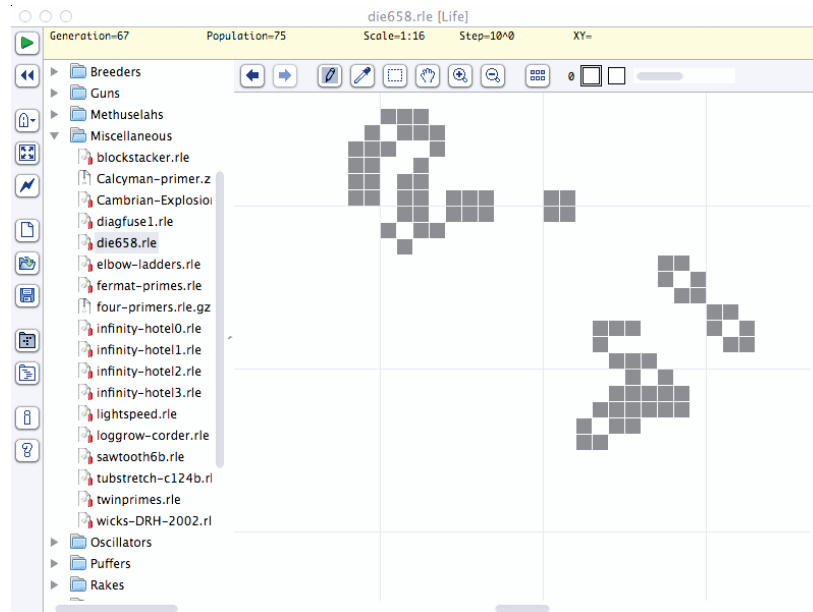 die658.rle [Life]
Generation=67 Population=75 Scale=1:16 Step=10^0 XY=
Breeders
0
Guns
Methuselahs
Miscellaneous
blockstacker.rle
Calcyman-primer.z
Cambrian-Explosion
diagfuse1.rle
die658.rle
elbow-ladders.rle
fermat-primes.rle
four-primers.rle.gz
infinity-hotel0.rle
infinity-hotel1.rle
infinity-hotel2.rle
infinity-hotel3.rle
lightspeed.rle
loggrow-corder.rle
sawtooth6b.rle
tubstretch-c124b.rl
twinprimes.rle
wicks-DRH-2002.rl
Oscillators
Puffers
Rakes